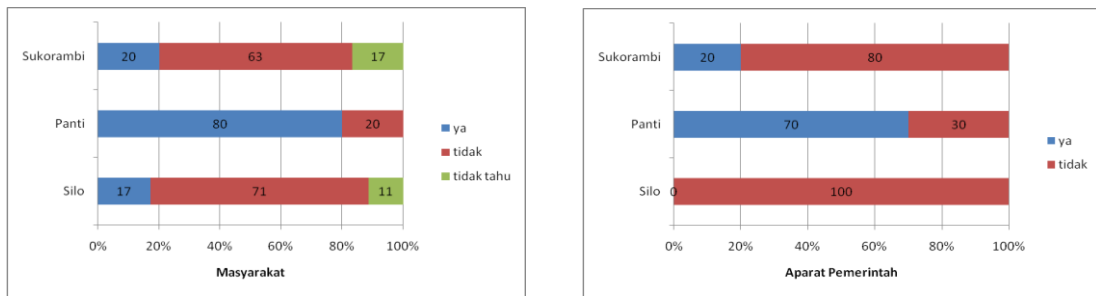 Sukorambi
20 63 17
Panti
80 20
Silo
17 71 11
0% 20% 40% 60% 80% 100%
Masyarakat
ya
tidak
tidak tahu
Sukorambi
20 80
Panti
70 30
Silo
0 100
0% 20% 40% 60% 80% 100%
Aparat Pemerintah
ya
tidak